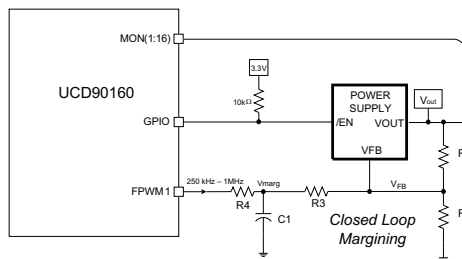 MON(1:16)
3.3V
POWER
SUPPLY
Vout
UCD90160
10kΩ
GPIO
/EN
VOUT
VFB
R
250 kHz – 1MHz
Vmarg
VFB
FPWM1
R4
R3
R
C1
Closed Loop
Margining